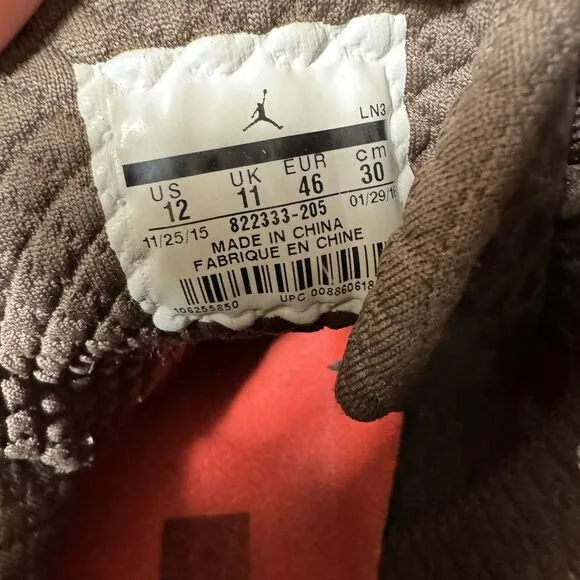 LN3
US UK EUR cm
12 11 46 30
822333-205
11/25/15 01/29/16
MADE IN CHINA
FABRIQUE EN CHINE
106255850 UPC 008860618